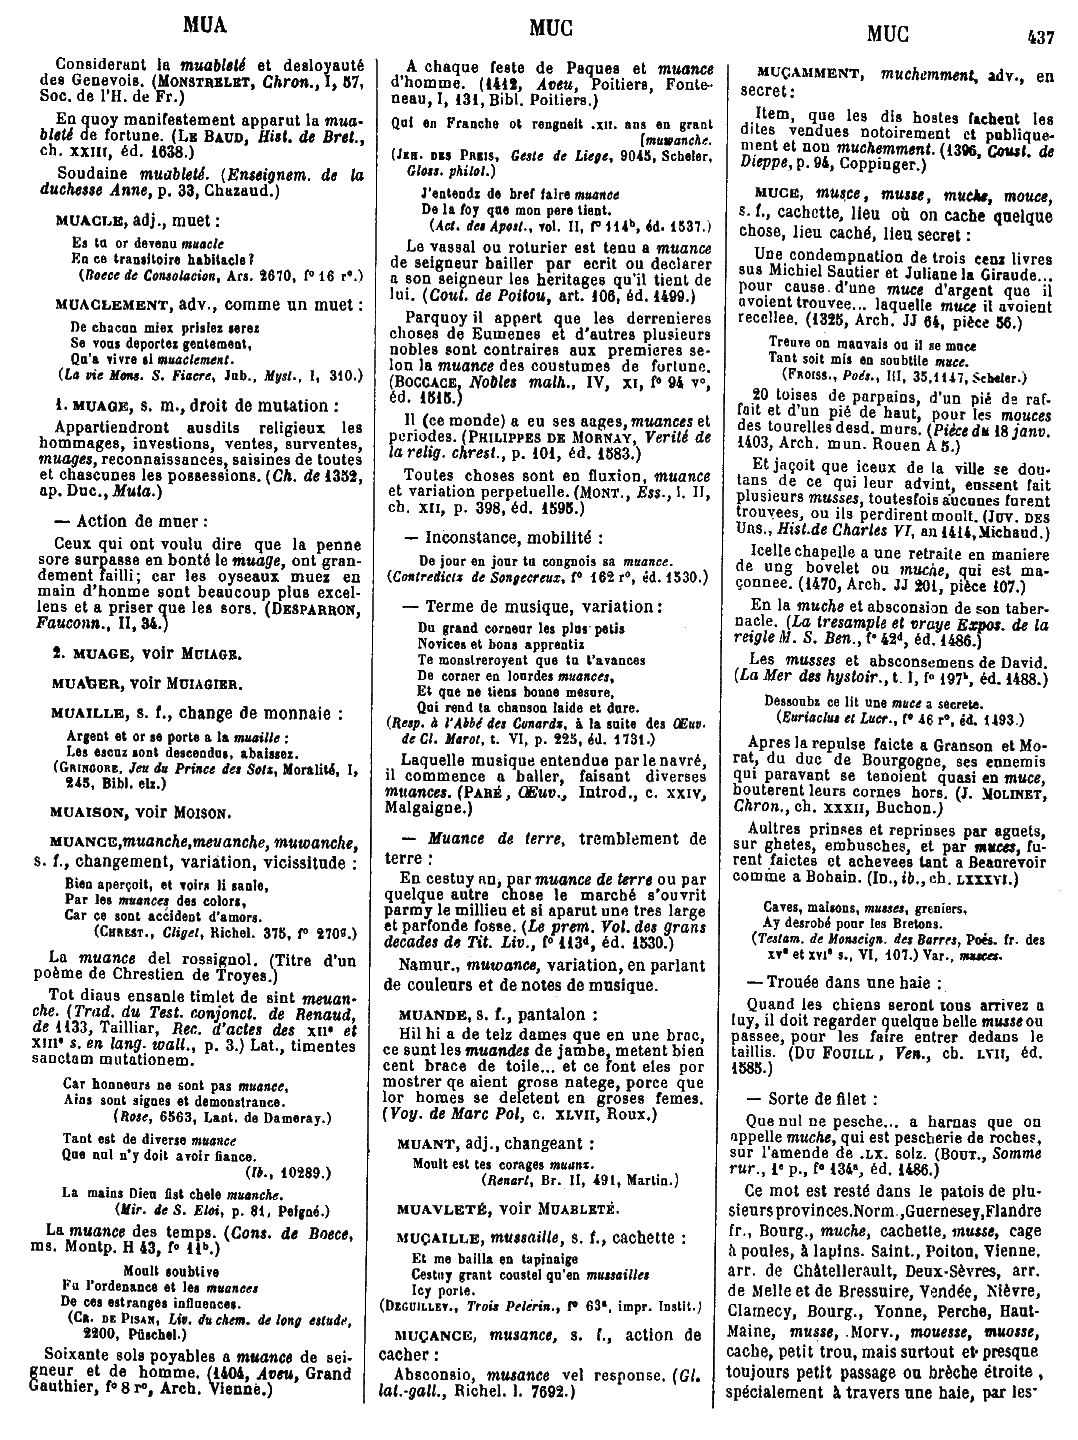 MUA
MUC
MUC
437
Considerant la muableté et desloyauté
des Genevois. (MONSTRELET, Chron., I, 57,
Soc. de l'H. de Fr.)
En quoy manifestement apparut la mua-
bleté de fortune. (LE BAUD, Hist. de Bret.,
ch. XXIII, éd. 1638.)
Soudaine muableté. (Enseignem. de la
duchesse Anne, p. 33, Chazaud.)
MUACLE, adj., muet :
Es tu or devenu muacle
En ce transitoire habitacle ?
(Boece de Consolacion, Ars. 2670, f° 16 r°.)
MUACLEMENT, adv., comme un muet :
De chacun miex prisiez serez
Se vous deportez gentement,
Qu'a vivre si muaclement.
(La vie Mons. S. Fiacre, Jub., Myst., I, 310.)
1. MUAGE, s. m., droit de mutation :
Appartiendront ausdits religieux les
hommages, investions, ventes, surventes,
muages, reconnaissances, saisines de toutes
et chascunes les possessions. (Ch. de 1352,
ap. Duc., Muta.)
— Action de muer :
Ceux qui ont voulu dire que la penne
sore surpasse en bonté le muage, ont gran-
dement failli; car les oyseaux muez en
main d'homme sont beaucoup plus excel-
lens et a priser que les sors. (DESPARRON,
Fauconn., II, 34.)
2. MUAGE, voir MUIAGE.
MUAGER, voir MUIAGIER.
MUAILLE, s. f., change de monnaie :
Argent et or se porte a la muaille :
Les escuz sont descendus, abaissez.
(GRINGORE, Jeu du Prince des Sotz, Moralité, I,
245, Bibl. elz.)
MUAISON, voir MOISON.
MUANCE, muanche, meuanche, muwanche,
s. f., changement, variation, vicissitude :
Bien aperçoit, et voirs li sanle,
Par les muances des colors,
Car ce sont accident d'amors.
(CHREST., Cliget, Richel. 375, f° 270ᵍ.)
La muance del rossignol. (Titre d'un
poème de Chrestien de Troyes.)
Tot diaus ensanle timlet de sint meuan-
che. (Trad. du Test. conjonct. de Renaud,
de 1133, Tailliar, Rec. d'actes des XIIᵉ et
XIIIᵉ s. en lang. wall., p. 3.) Lat., timentes
sanctam mutationem.
Car honneurs ne sont pas muance,
Ains sont signes et demonstrance.
(Rose, 6563, Lant. de Dameray.)
Tant est de diverse muance
Que nul n'y doit avoir fiance.
(Ib., 10289.)
La mains Dieu fist chele muanche.
(Mir. de S. Eloi, p. 81, Peigné.)
La muance des temps. (Cons. de Boece,
ms. Montp. H 43, f° 11ᵇ.)
Moult soubtive
Fu l'ordenance et les muances
De ces estranges influences.
(CR. DE PISAN, Liv. du chem. de long estude,
2200, Püschel.)
Soixante sols poyables a muance de sei-
gneur et de homme. (1404, Aveu, Grand
Gauthier, f° 8 r°, Arch. Vienne.)
A chaque feste de Paques et muance
d'homme. (1412, Aveu, Poitiers, Fonte-
neau, I, 131, Bibl. Poitiers.)
Qui en Franche ot rengneit .XII. ans en grant
[muwanche.
(JEH. DES PREIS, Geste de Liege, 9045, Scheler,
Gloss. philol.)
J'entendz de bref faire muance
De la foy que mon pere tient.
(Act. des Apost., vol. II, f° 114ᵇ, éd. 1537.)
Le vassal ou roturier est tenu a muance
de seigneur bailler par ecrit ou declarer
a son seigneur les heritages qu'il tient de
lui. (Cout. de Poitou, art. 106, éd. 1499.)
Parquoy il appert que les derrenieres
choses de Eumenes et d'autres plusieurs
nobles sont contraires aux premieres se-
lon la muance des coustumes de fortune.
(BOCCACE, Nobles malh., IV, XI, f° 94 v°,
éd. 1515.)
Il (ce monde) a eu ses aages, muances et
periodes. (PHILIPPES DE MORNAY, Verité de
la relig. chrest., p. 101, éd. 1583.)
Toutes choses sont en fluxion, muance
et variation perpetuelle. (MONT., Ess., l. II,
ch. XII, p. 398, éd. 1595.)
— Inconstance, mobilité :
De jour en jour tu congnois sa muance.
(Contredictz de Songecreux, f° 162 r°, éd. 1530.)
— Terme de musique, variation :
Du grand corneur les plus petis
Novices et bons apprentiz
Te monstreroyent que tu t'avances
De corner en lourdes muances,
Et que ne tiens bonne mesure,
Qui rend ta chanson laide et dure.
(Resp. à l'Abbé des Cunards, à la suite des Œuv.
de Cl. Marot, t. VI, p. 225, éd. 1731.)
Laquelle musique entendue par le navré,
il commence a baller, faisant diverses
muances. (PARÉ, Œuv., Introd., c. XXIV,
Malgaigne.)
— Muance de terre, tremblement de
terre :
En cestuy an, par muance de terre ou par
quelque autre chose le marché s'ouvrit
parmy le millieu et si aparut une tres large
et parfonde fosse. (Le prem. Vol. des grans
decades de Tit. Liv., f° 113ᵈ, éd. 1530.)
Namur., muwance, variation, en parlant
de couleurs et de notes de musique.
MUANDE, s. f., pantalon :
Hil hi a de telz dames que en une brac,
ce sunt les muandes de jambe, metent bien
cent brace de toile... et ce font eles por
mostrer qe aient grose natege, porce que
lor homes se deletent en groses femes.
(Voy. de Marc Pol, c. XLVII, Roux.)
MUANT, adj., changeant :
Moult est tes corages muanz.
(Renart, Br. II, 491, Martin.)
MUAVLETÉ, voir MUABLETÉ.
MUÇAILLE, mussaille, s. f., cachette :
Et me bailla en tapinaige
Cestuy grant coustel qu'en mussailles
Icy porte.
(DEGUILLEV., Trois Pelerin., f° 63ᵃ, impr. Instit.)
MUÇANCE, musance, s. f., action de
cacher :
Absconsio, musance vel response. (Gl.
lat.-gall., Richel. l. 7692.)
MUÇAMMENT, muchemment, adv., en
secret :
Item, que les dis hostes fachent les
dites vendues notoirement et publique-
ment et non muchemment. (1396, Coust. de
Dieppe, p. 94, Coppinger.)
MUCE, musce, musse, muche, mouce,
s. f., cachette, lieu où on cache quelque
chose, lieu caché, lieu secret :
Une condempnation de trois cenz livres
sus Michiel Sautier et Juliane la Giraude...
pour cause d'une muce d'argent que il
avoient trouvee... laquelle muce il avoient
recellee. (1325, Arch. JJ 64, pièce 56.)
Treuve on mauvais ou il se muce
Tant soit mis en soubtile muce.
(FROISS., Poés., III, 35,1147, Scheler.)
20 toises de parpains, d'un pié de raf-
fait et d'un pié de haut, pour les mouces
des tourelles desd. murs. (Pièce du 18 janv.
1403, Arch. mun. Rouen A 5.)
Et jaçoit que iceux de la ville se dou-
tans de ce qui leur advint, eussent fait
plusieurs musses, toutesfois aucunes furent
trouvees, ou ils perdirent moult. (JUV. DES
URS., Hist. de Charles VI, an 1414, Michaud.)
Icelle chapelle a une retraite en maniere
de ung bovelet ou muche, qui est ma-
çonnee. (1470, Arch. JJ 201, pièce 107.)
En la muche et absconsion de son taber-
nacle. (La tresample et vraye Expos. de la
reigle M. S. Ben., f° 42ᵈ, éd. 1486.)
Les musses et absconsemens de David.
(La Mer des hystoir., t. I, f° 197ᵇ, éd. 1488.)
Dessoubz ce lit une muce a secrete.
(Euriaclus et Lucr., f° 46 r°, éd. 1493.)
Apres la repulse faicte a Granson et Mo-
rat, du duc de Bourgogne, ses ennemis
qui paravant se tenoient quasi en muce,
bouterent leurs cornes hors. (J. MOLINET,
Chron., ch. XXXII, Buchon.)
Aultres prinses et reprinses par aguets,
sur ghetes, embusches, et par muces, fu-
rent faictes et achevees tant a Beaurevoir
comme a Bohain. (ID., ib., ch. LXXXVI.)
Caves, maisons, musses, greniers,
Ay desrobé pour les Bretons.
(Testam. de Monseign. des Barres, Poés. fr. des
XVᵉ et XVIᵉ s., VI, 107.) Var., musces.
— Trouée dans une haie :
Quand les chiens seront tous arrivez a
luy, il doit regarder quelque belle musse ou
passee, pour les faire entrer dedans le
taillis. (DU FOUILL, Ven., ch. LVII, éd.
1585.)
— Sorte de filet :
Que nul ne pesche... a harnas que on
appelle muche, qui est pescherie de roches,
sur l'amende de .LX. solz. (BOUT., Somme
rur., 1ᵉ p., f° 134ᵃ, éd. 1486.)
Ce mot est resté dans le patois de plu-
sieurs provinces. Norm., Guernesey, Flandre
fr., Bourg., muche, cachette, musse, cage
à poules, à lapins. Saint., Poitou, Vienne,
arr. de Châtellerault, Deux-Sèvres, arr.
de Melle et de Bressuire, Vendée, Nièvre,
Clamecy, Bourg., Yonne, Perche, Haut-
Maine, musse, Morv., mouesse, muosse,
cache, petit trou, mais surtout et presque
toujours petit passage ou brèche étroite,
spécialement à travers une haie, par les-